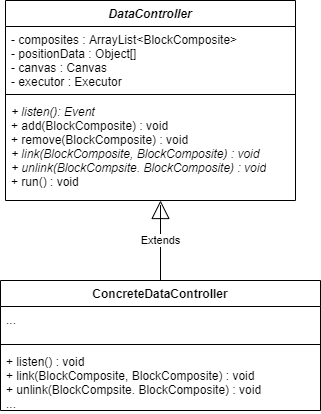 DataController
- composites : ArrayList<BlockComposite>
- positionData : Object[]
- canvas : Canvas
- executor : Executor
+ listen(): Event
+ add(BlockComposite) : void
+ remove(BlockComposite) : void
+ link(BlockComposite, BlockComposite) : void
+ unlink(BlockCompsite. BlockComposite) : void
+ run() : void
Extends
ConcreteDataController
...
+ listen() : void
+ link(BlockComposite, BlockComposite) : void
+ unlink(BlockCompsite. BlockComposite) : void
...